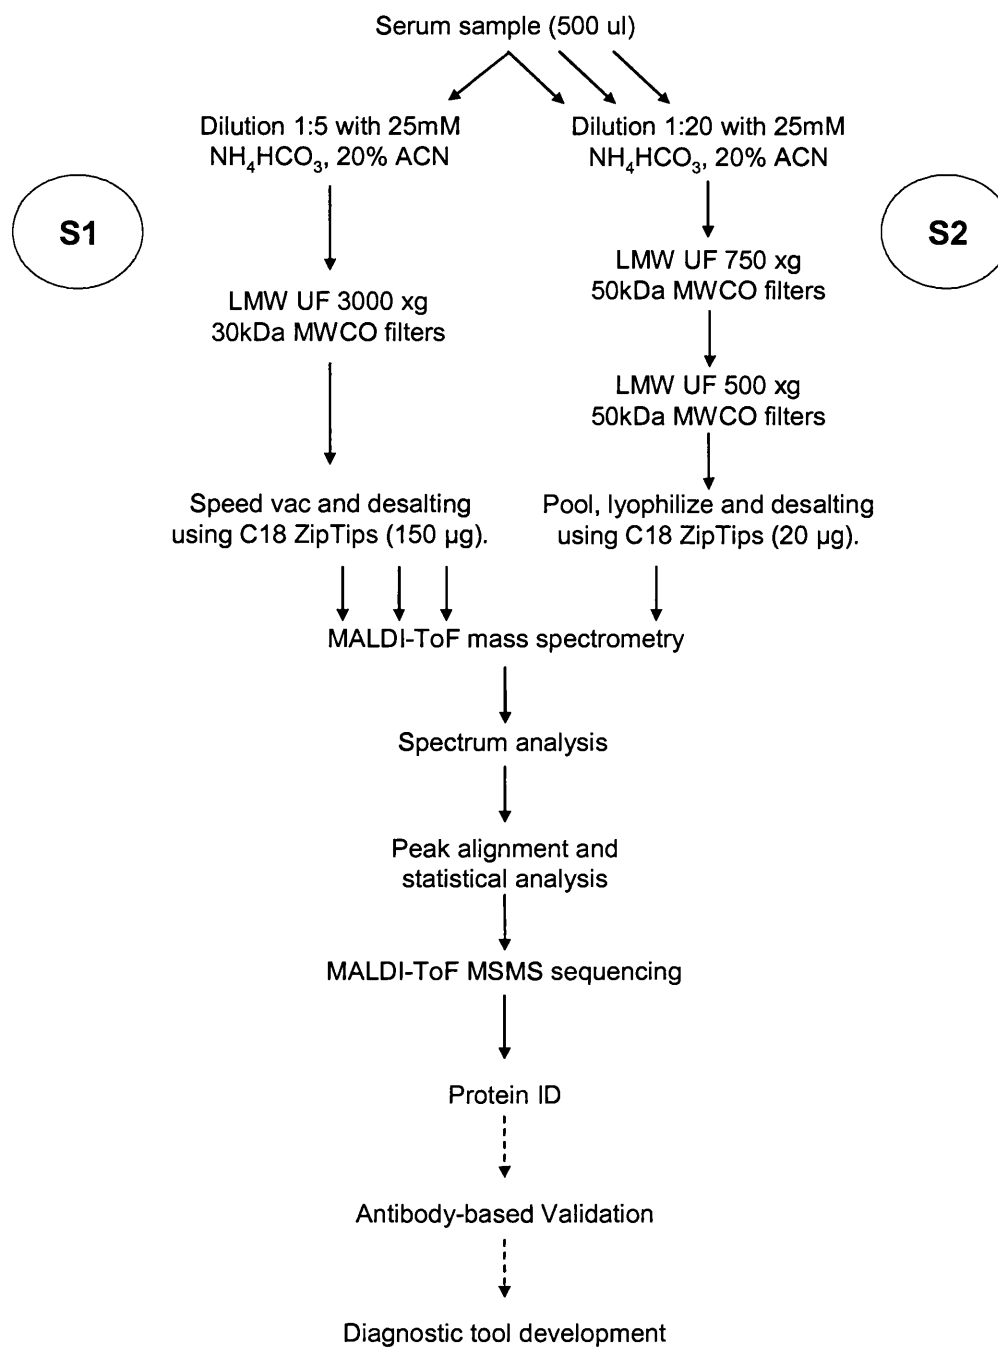 Serum sample (500 ul)
Dilution 1:5 with 25mM
NH₄HCO₃, 20% ACN
Dilution 1:20 with 25mM
NH₄HCO₃, 20% ACN
S1
S2
LMW UF 3000 xg
30kDa MWCO filters
LMW UF 750 xg
50kDa MWCO filters
LMW UF 500 xg
50kDa MWCO filters
Speed vac and desalting
using C18 ZipTips (150 µg).
Pool, lyophilize and desalting
using C18 ZipTips (20 µg).
MALDI-ToF mass spectrometry
Spectrum analysis
Peak alignment and
statistical analysis
MALDI-ToF MSMS sequencing
Protein ID
Antibody-based Validation
Diagnostic tool development